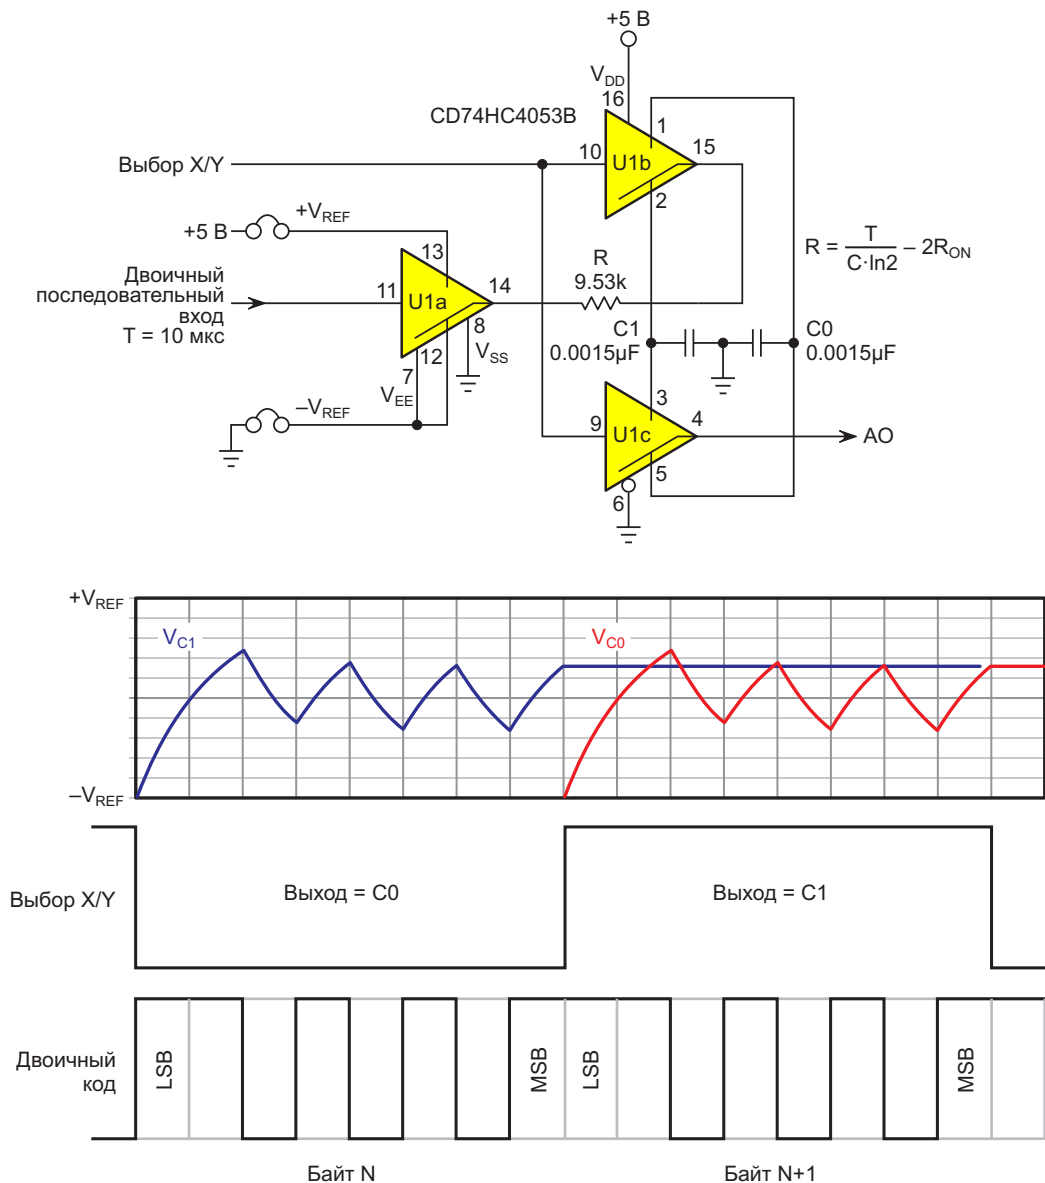 +5 В
V_DD
16
CD74HC4053B
1
15
Выбор X/Y
10
U1b
2
+V_REF
+5 В
13
R = T / (C·ln2) – 2R_ON
Двоичный
последовательный
вход
T = 10 мкс
11
U1a
14
R
9.53k
8
V_SS
12
7
V_EE
C1
0.0015µF
C0
0.0015µF
–V_REF
3
9
U1c
4
AO
5
6
+V_REF
V_C1
V_C0
–V_REF
Выбор X/Y
Выход = C0
Выход = C1
Двоичный
код
LSB
MSB
LSB
MSB
Байт N
Байт N+1